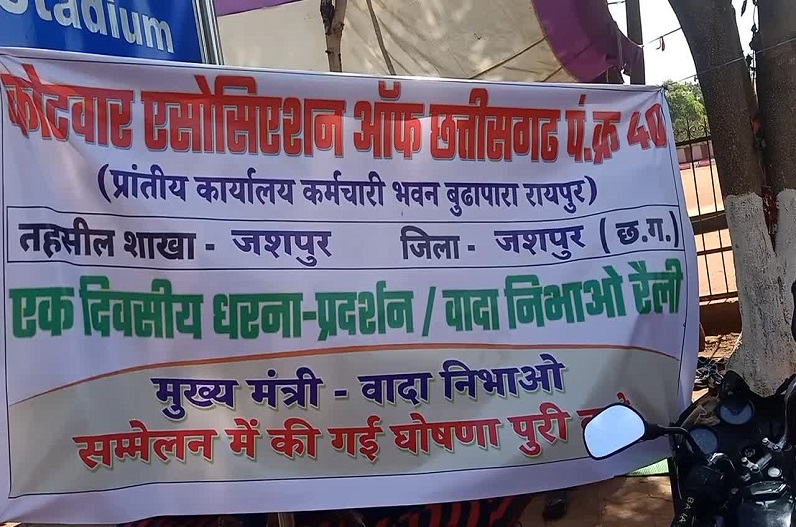 Stadium
कोटवार एसोसिएशन ऑफ छत्तीसगढ पं.क्र 40
(प्रांतीय कार्यालय कर्मचारी भवन बुढापारा रायपुर)
तहसील शाखा - जशपुर जिला - जशपुर (छ.ग.)
एक दिवसीय धरना-प्रदर्शन / वादा निभाओ रैली
मुख्य मंत्री - वादा निभाओ
सम्मेलन में की गई घोषणा पुरी